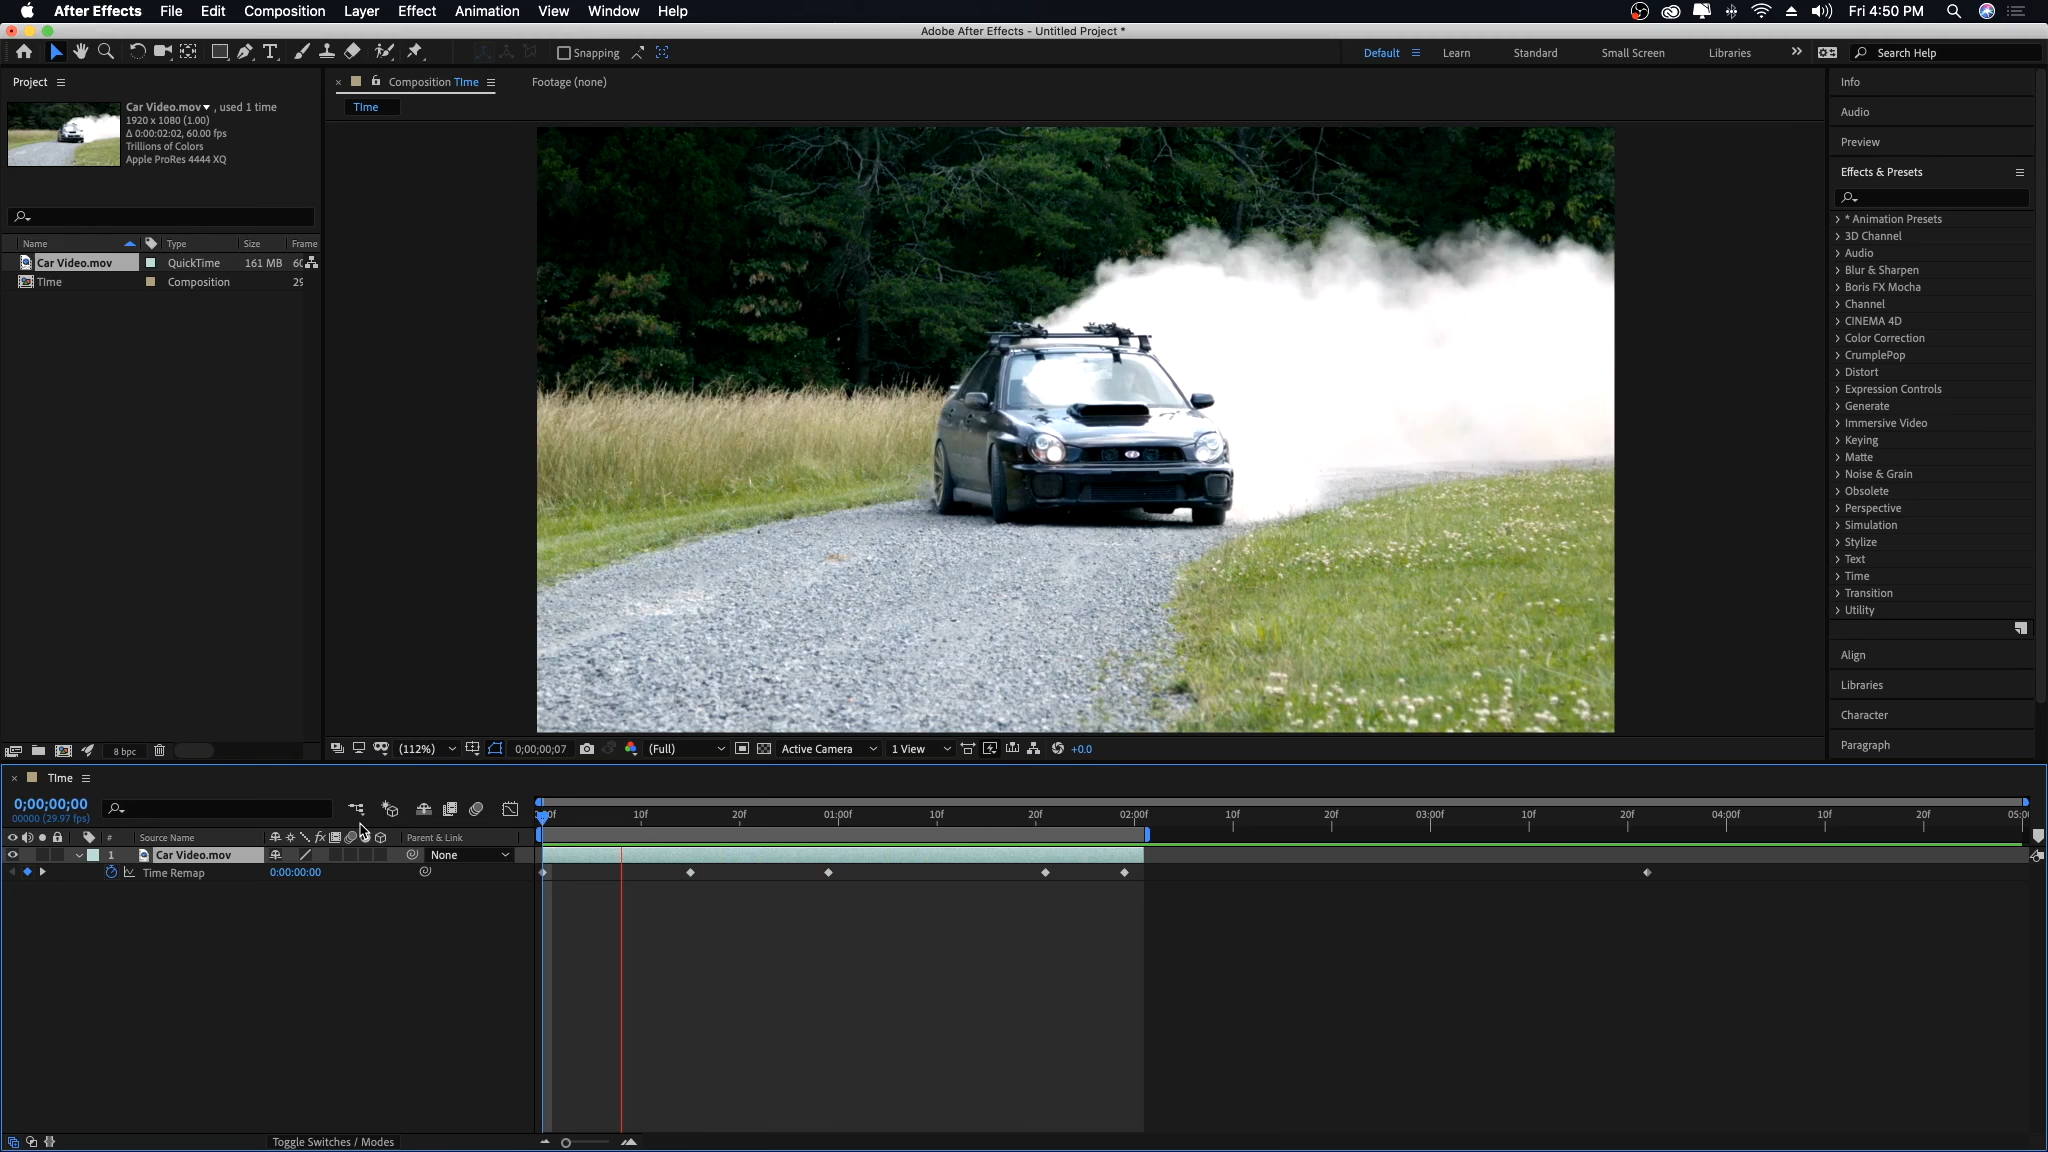 After Effects File Edit Composition Layer Effect Animation View Window Help Fri 4:50 PM
Adobe After Effects - Untitled Project *
Snapping Default Learn Standard Small Screen Libraries Search Help
Project
Car Video.mov , used 1 time
1920 x 1080 (1.00)
Δ 0:00:02:02, 60.00 fps
Trillions of Colors
Apple ProRes 4444 XQ
Name Type Size Frame
Car Video.mov QuickTime 161 MB 60
TIme Composition 29
8 bpc
Composition TIme
Footage (none)
TIme
(112%) 0;00;00;07 (Full) Active Camera 1 View +0.0
Info
Audio
Preview
Effects & Presets
* Animation Presets
3D Channel
Audio
Blur & Sharpen
Boris FX Mocha
Channel
CINEMA 4D
Color Correction
CrumplePop
Distort
Expression Controls
Generate
Immersive Video
Keying
Matte
Noise & Grain
Obsolete
Perspective
Simulation
Stylize
Text
Time
Transition
Utility
Align
Libraries
Character
Paragraph
TIme
0;00;00;00
00000 (29.97 fps)
00f 10f 20f 01:00f 10f 20f 02:00f 10f 20f 03:00f 10f 20f 04:00f 10f 20f 05:00
# Source Name fx Parent & Link
1 Car Video.mov None
Time Remap 0:00:00:00
Toggle Switches / Modes